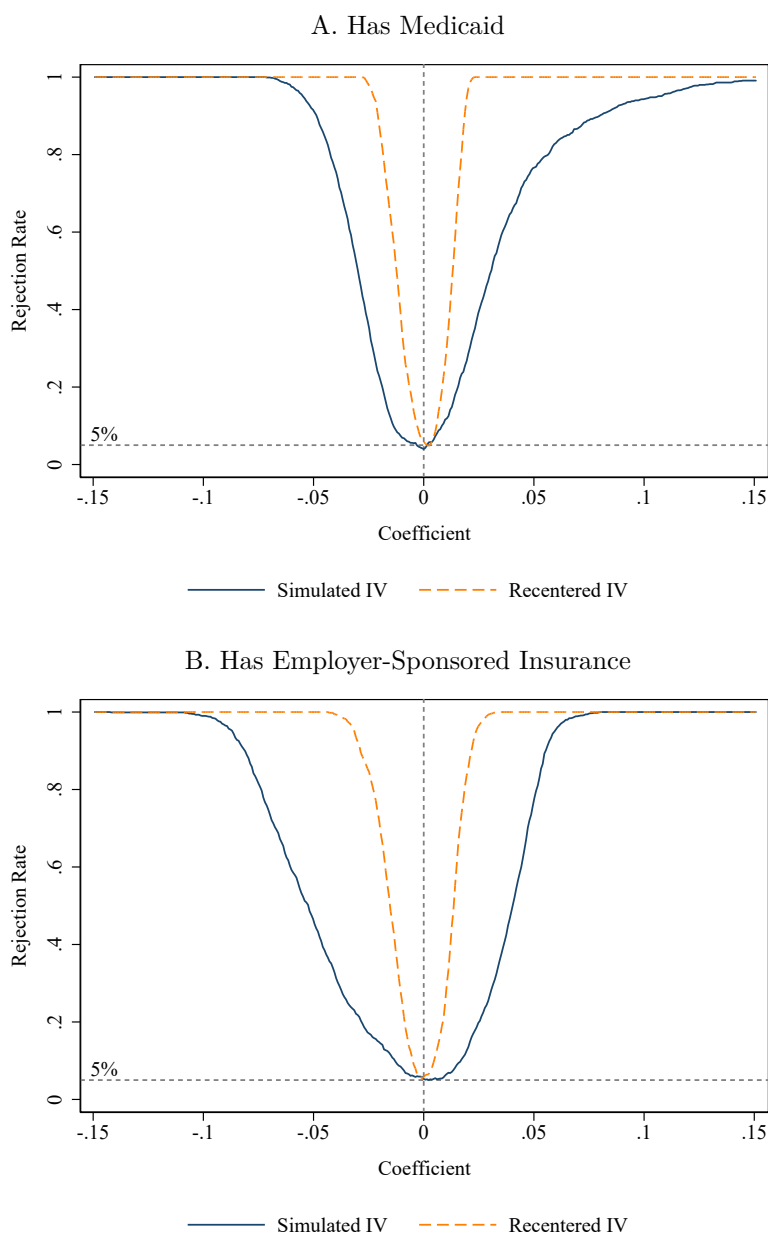 A. Has Medicaid
Rejection Rate
1
.8
.6
.4
.2
0
5%
-.15 -.1 -.05 0 .05 .1 .15
Coefficient
Simulated IV Recentered IV
B. Has Employer-Sponsored Insurance
Rejection Rate
1
.8
.6
.4
.2
0
5%
-.15 -.1 -.05 0 .05 .1 .15
Coefficient
Simulated IV Recentered IV